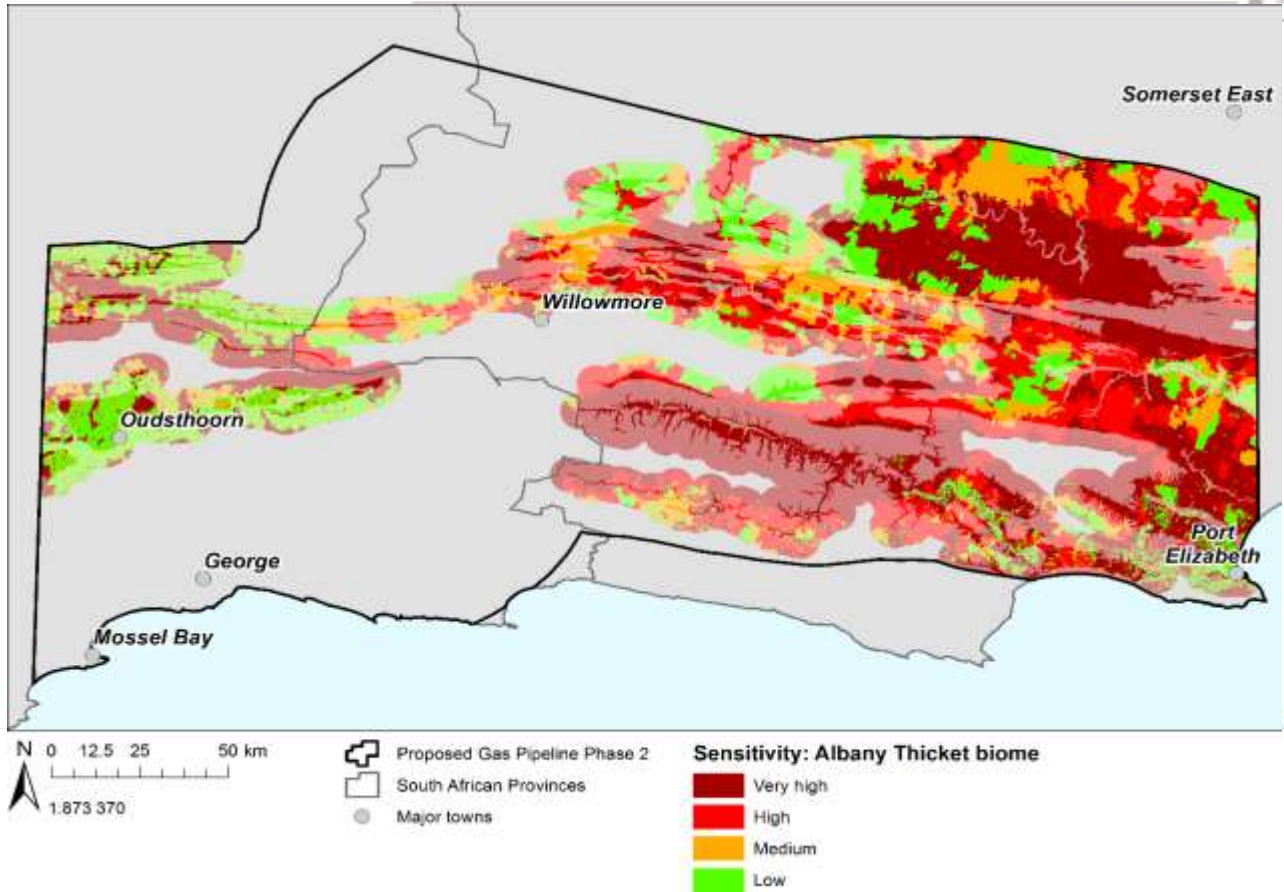 Somerset East
Willowmore
Oudsthoorn
George
Mossel Bay
Port
Elizabeth
N 0 12.5 25 50 km
1:873 370
Proposed Gas Pipeline Phase 2
South African Provinces
Major towns
Sensitivity: Albany Thicket biome
Very high
High
Medium
Low